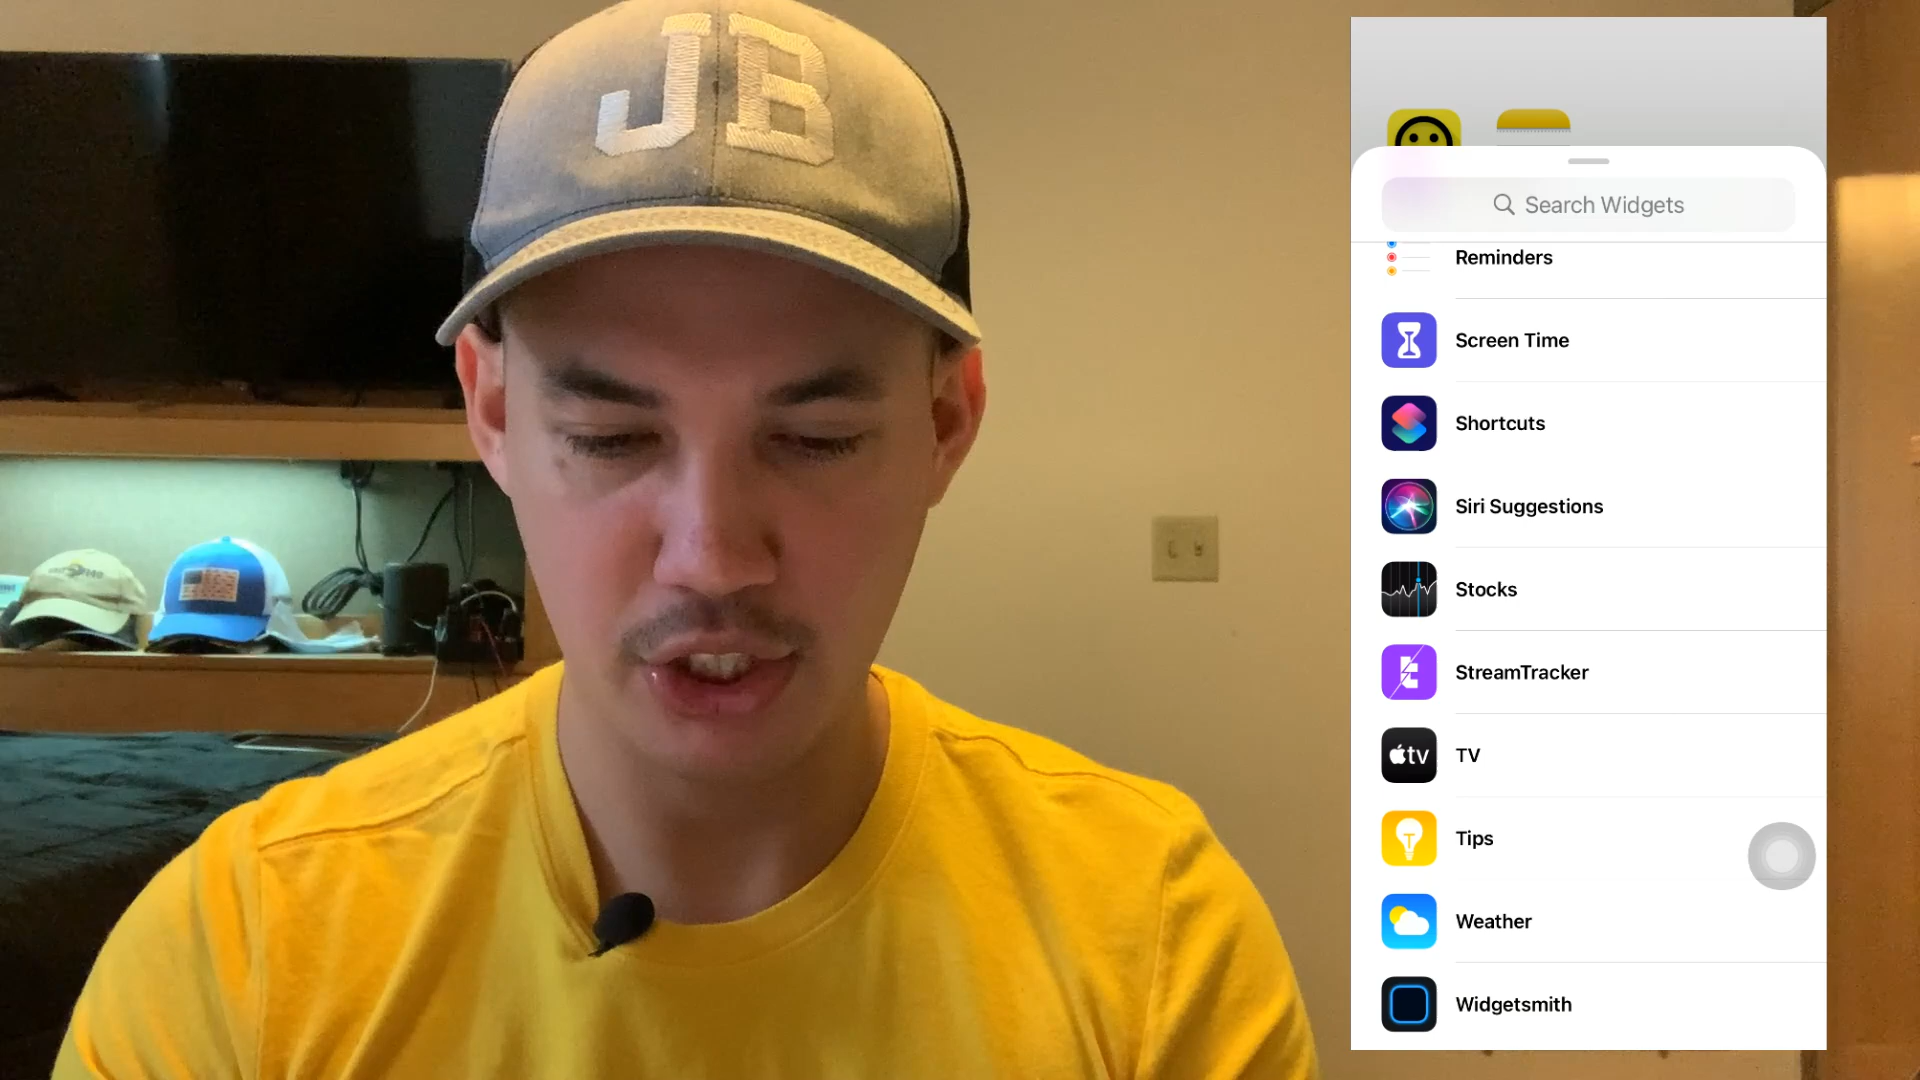 JB
Search Widgets
Reminders
Screen Time
Shortcuts
Siri Suggestions
Stocks
StreamTracker
tv
TV
Tips
Weather
Widgetsmith